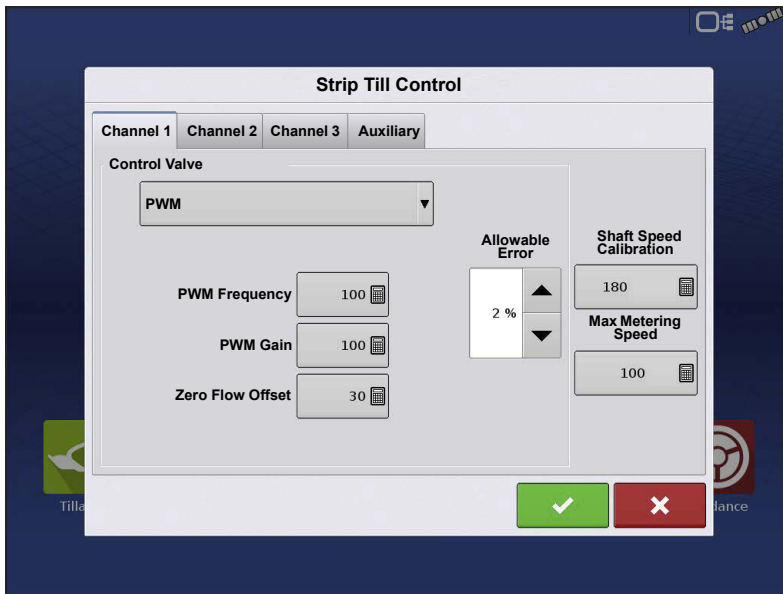 Strip Till Control
Channel 1
Channel 2
Channel 3
Auxiliary
Control Valve
PWM
Allowable
Error
2 %
Shaft Speed
Calibration
180
PWM Frequency
100
Max Metering
Speed
100
PWM Gain
100
Zero Flow Offset
30
Tilla
dance